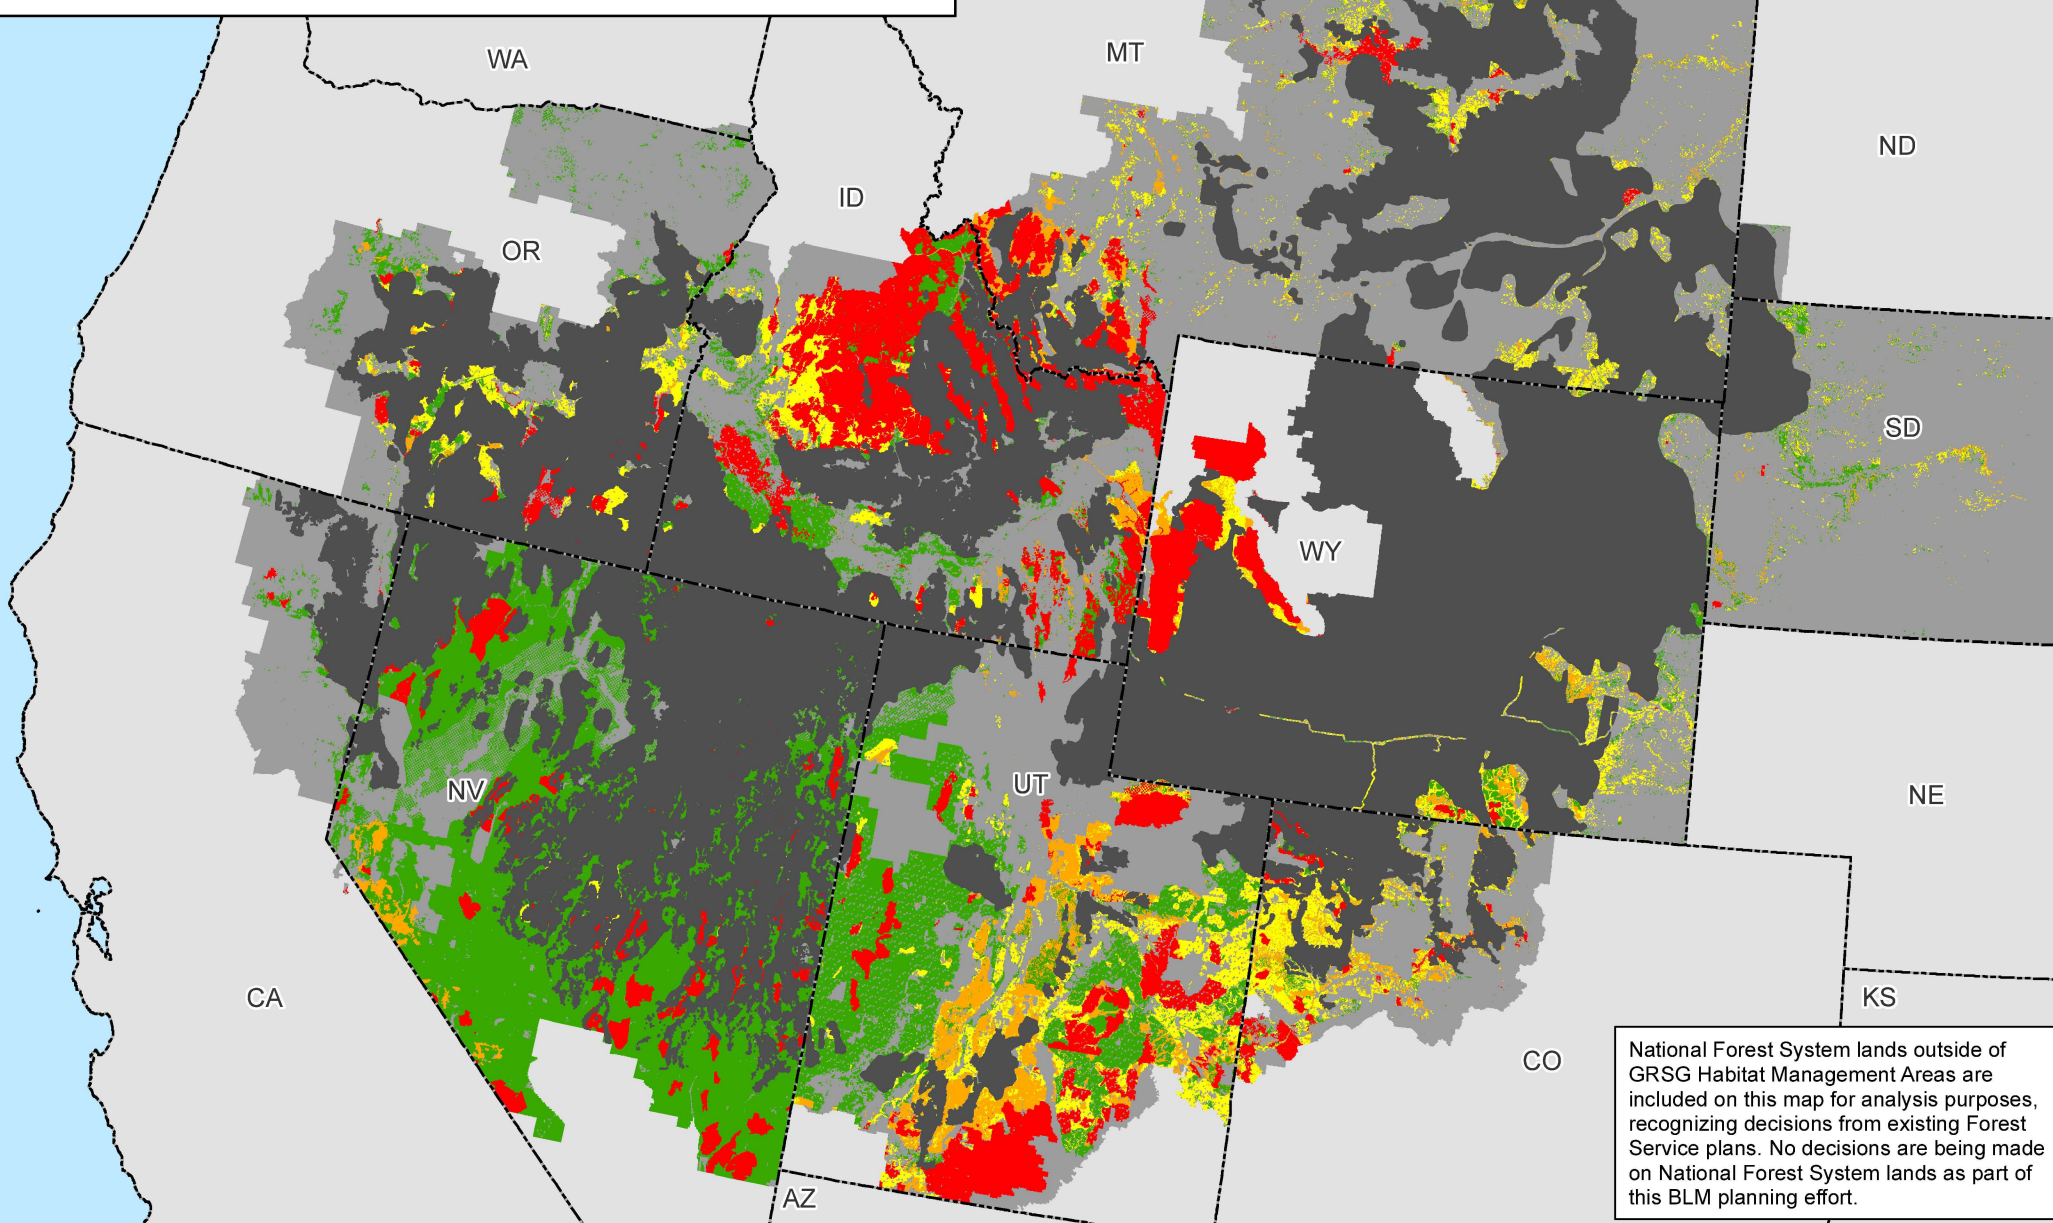 WA
MT
ND
ID
OR
SD
WY
NV
UT
NE
CA
KS
CO
AZ
National Forest System lands outside of
GRSG Habitat Management Areas are
included on this map for analysis purposes,
recognizing decisions from existing Forest
Service plans. No decisions are being made
on National Forest System lands as part of
this BLM planning effort.